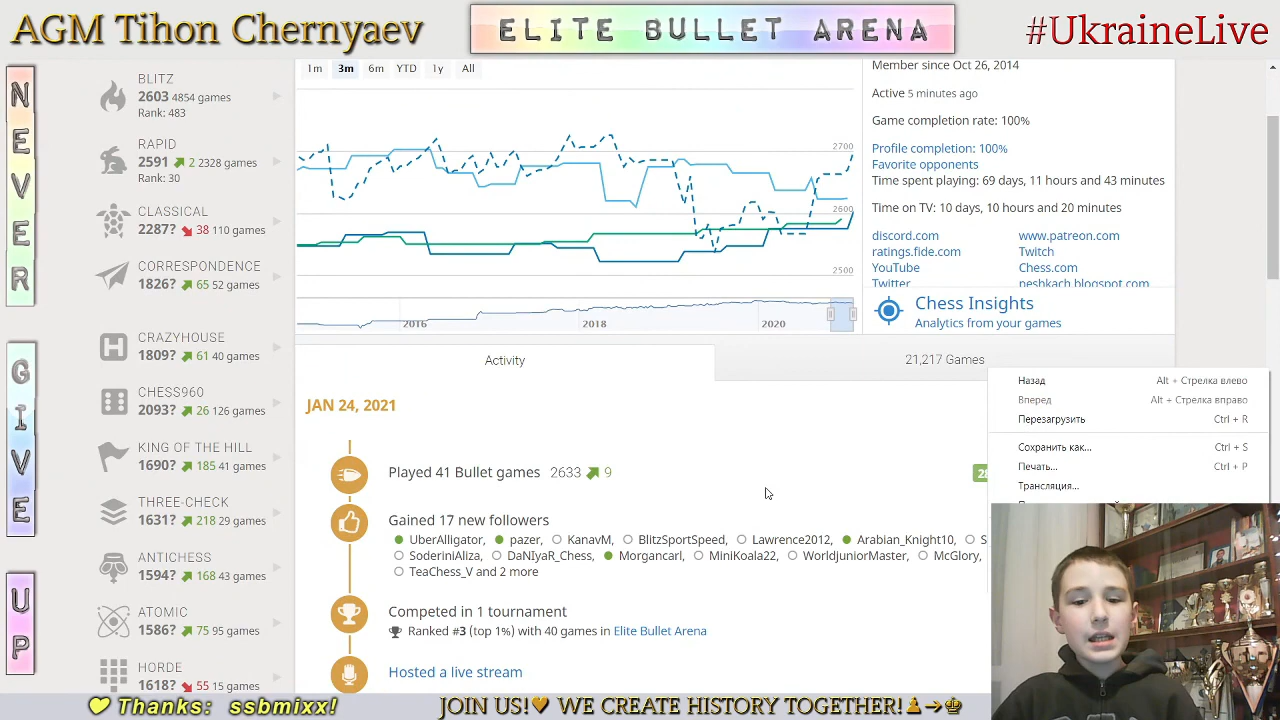 AGM Tihon Chernyaev
ELITE BULLET ARENA
#UkraineLive
NEVER
GIVE
UP
BLITZ
2603 4854 games
Rank: 483
RAPID
2591 2 2328 games
Rank: 30
CLASSICAL
2287? 38 110 games
CORRESPONDENCE
1826? 65 52 games
CRAZYHOUSE
1809? 61 40 games
CHESS960
2093? 26 126 games
KING OF THE HILL
1690? 185 41 games
THREE-CHECK
1631? 218 29 games
ANTICHESS
1594? 168 43 games
ATOMIC
1586? 75 95 games
HORDE
1618? 55 15 games
1m 3m 6m YTD 1y All
2700
2600
2500
2016 2018 2020
Member since Oct 26, 2014
Active 5 minutes ago
Game completion rate: 100%
Profile completion: 100%
Favorite opponents
Time spent playing: 69 days, 11 hours and 43 minutes
Time on TV: 10 days, 10 hours and 20 minutes
discord.com www.patreon.com
ratings.fide.com Twitch
YouTube Chess.com
Twitter peshkach.blogspot.com
Chess Insights
Analytics from your games
Activity
21,217 Games
JAN 24, 2021
Played 41 Bullet games 2633 9
Gained 17 new followers
UberAlligator, pazer, KanavM, BlitzSportSpeed, Lawrence2012, Arabian_Knight10, S
SoderiniAliza, DaNIyaR_Chess, Morgancarl, MiniKoala22, WorldjuniorMaster, McGlory,
TeaChess_V and 2 more
Competed in 1 tournament
Ranked #3 (top 1%) with 40 games in Elite Bullet Arena
Hosted a live stream
Назад Alt + Стрелка влево
Вперед Alt + Стрелка вправо
Перезагрузить Ctrl + R
Сохранить как... Ctrl + S
Печать... Ctrl + P
Трансляция...
Thanks: ssbmixx!
JOIN US! WE CREATE HISTORY TOGETHER!